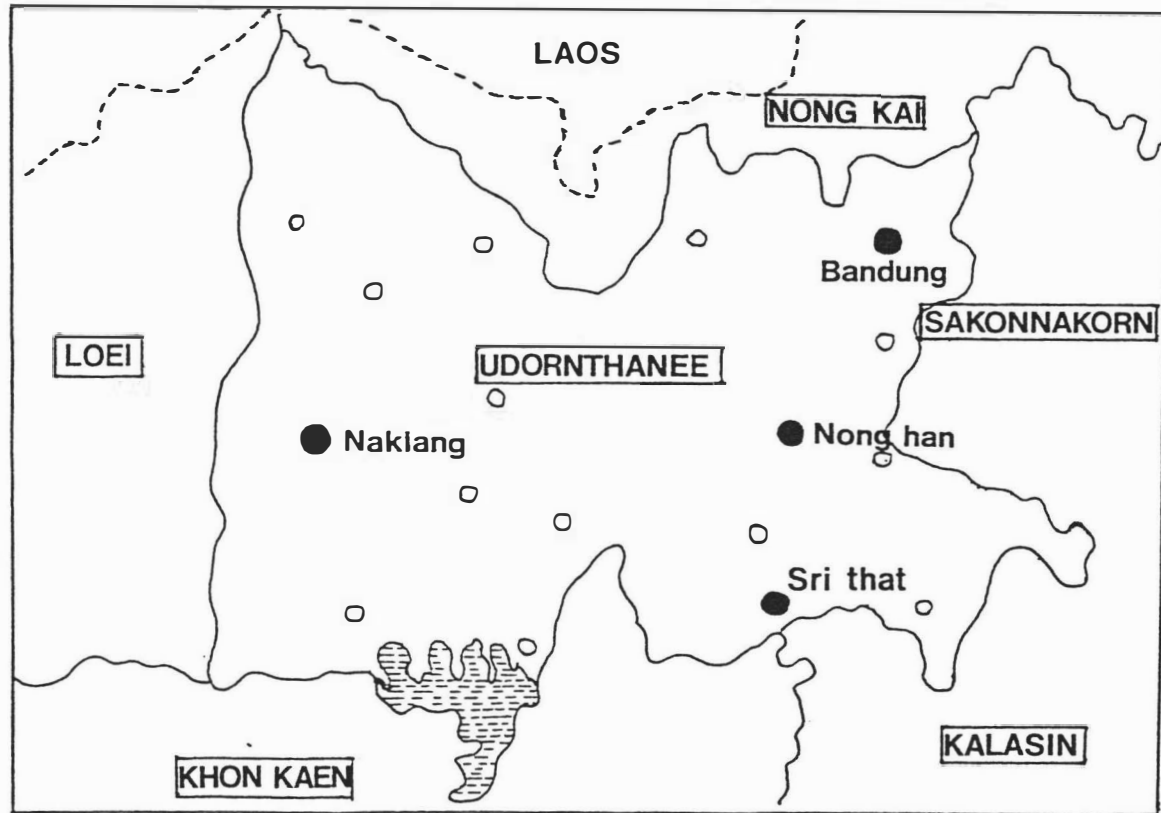 LAOS
NONG KAI
Bandung
SAKONNAKORN
LOEI
UDORNTHANEE
Naklang
Nong han
Sri that
KALASIN
KHON KAEN